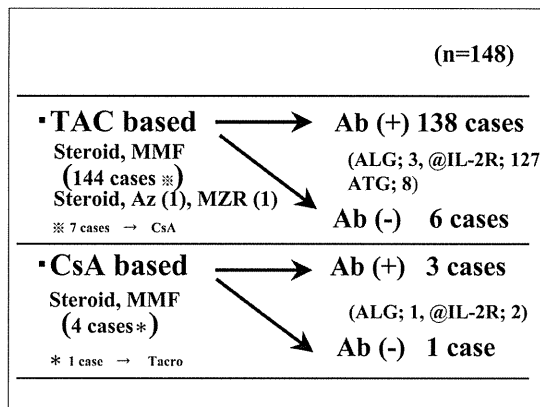 (n=148)
·TAC based
Ab (+) 138 cases
Steroid, MMF
(144 cases ※)
(ALG; 3, @IL-2R; 127
ATG; 8)
Steroid, Az (1), MZR (1)
※ 7 cases → CsA
Ab (-) 6 cases
·CsA based
Ab (+) 3 cases
Steroid, MMF
(4 cases*)
(ALG; 1, @IL-2R; 2)
* 1 case → Tacro
Ab (-) 1 case